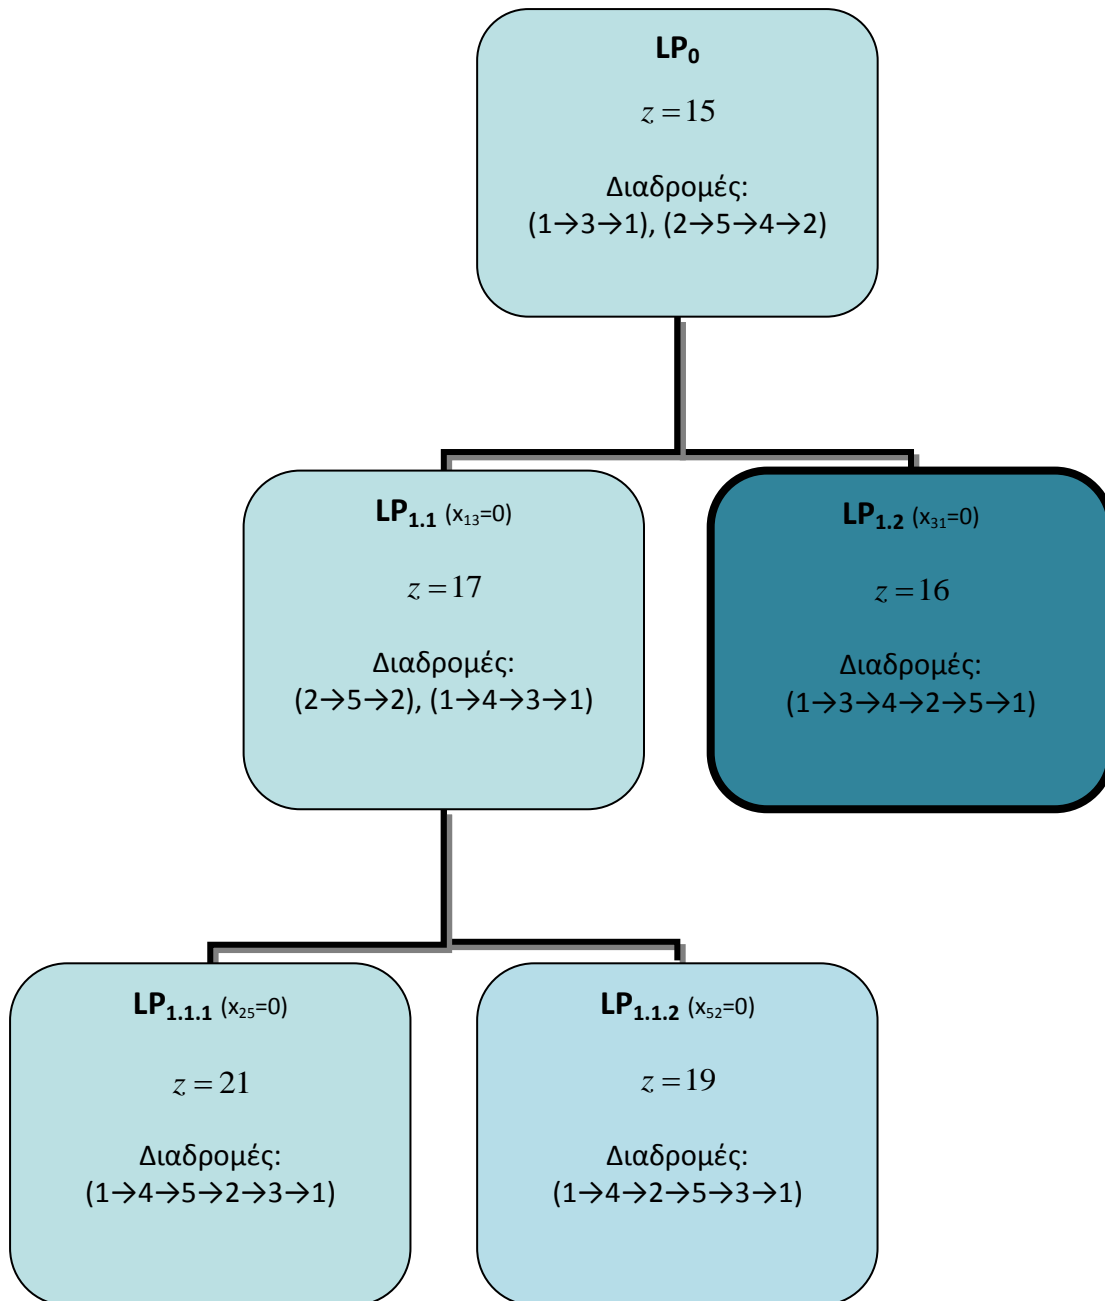 LP₀
z = 15
Διαδρομές:
(1→3→1), (2→5→4→2)
LP₁.₁ (x₁₃=0)
z = 17
Διαδρομές:
(2→5→2), (1→4→3→1)
LP₁.₂ (x₃₁=0)
z = 16
Διαδρομές:
(1→3→4→2→5→1)
LP₁.₁.₁ (x₂₅=0)
z = 21
Διαδρομές:
(1→4→5→2→3→1)
LP₁.₁.₂ (x₅₂=0)
z = 19
Διαδρομές:
(1→4→2→5→3→1)